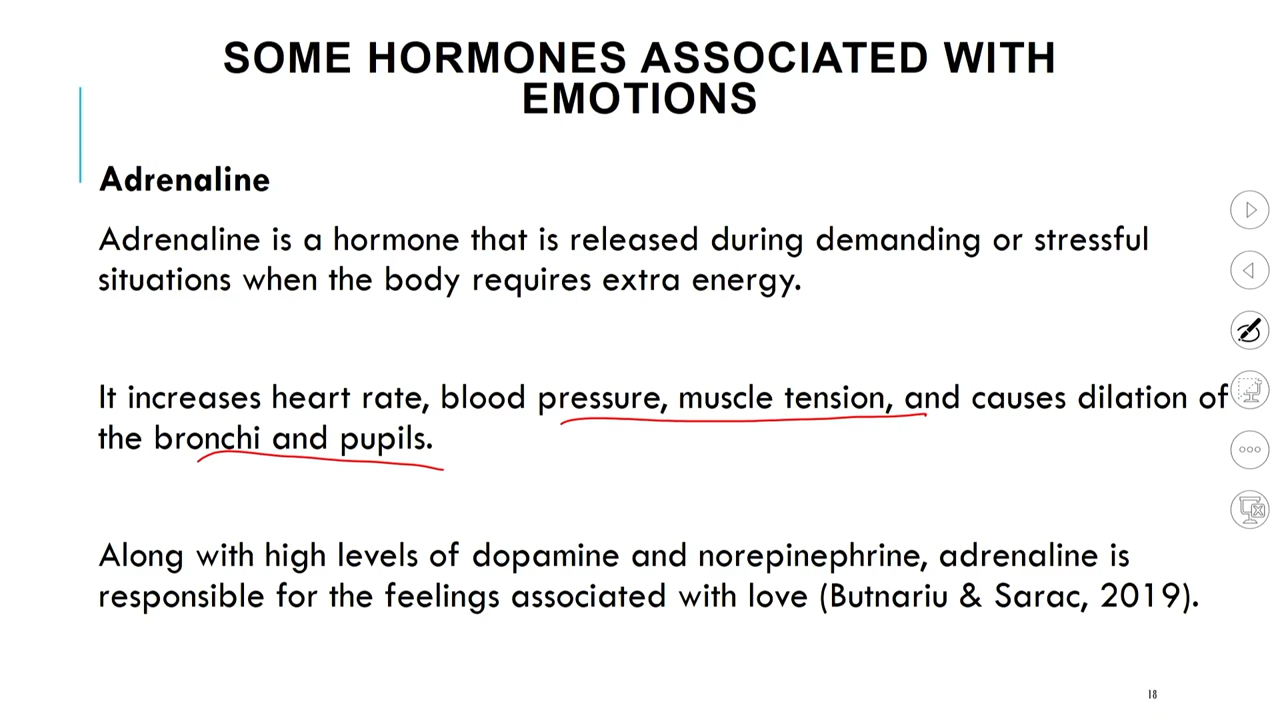 SOME HORMONES ASSOCIATED WITH
EMOTIONS
Adrenaline
Adrenaline is a hormone that is released during demanding or stressful
situations when the body requires extra energy.
It increases heart rate, blood pressure, muscle tension, and causes dilation of
the bronchi and pupils.
Along with high levels of dopamine and norepinephrine, adrenaline is
responsible for the feelings associated with love (Butnariu & Sarac, 2019).
18